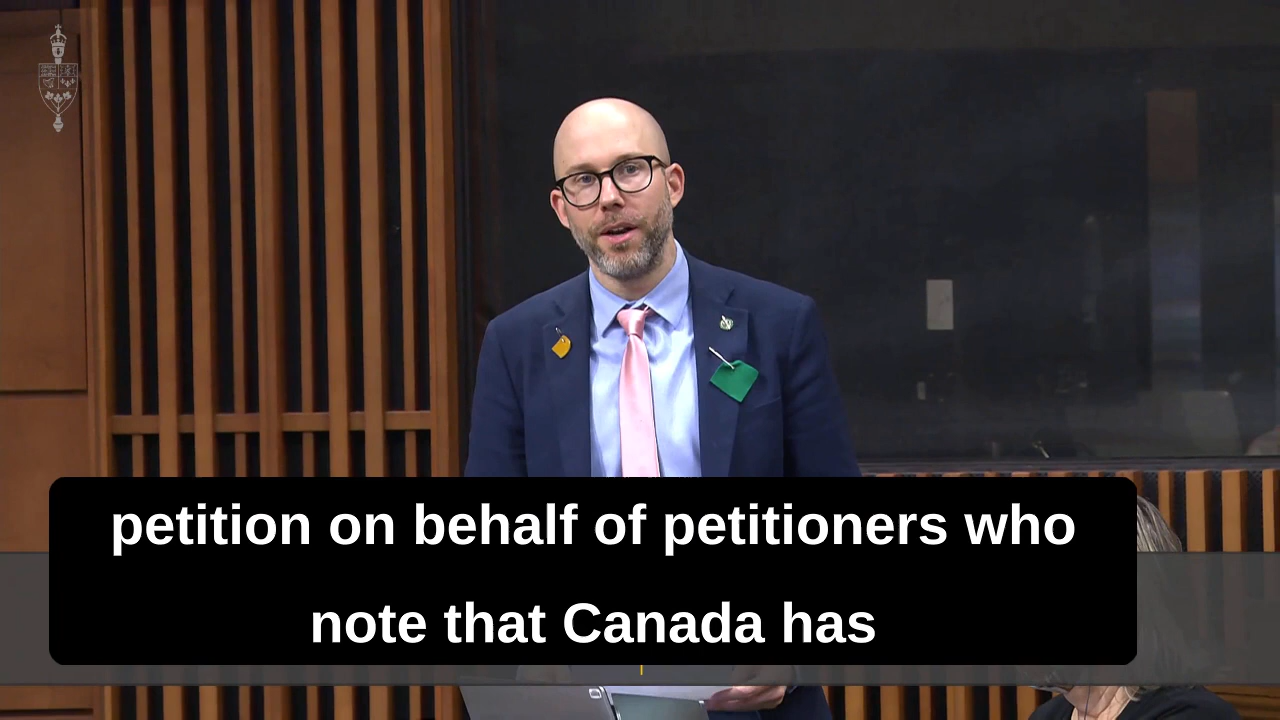 petition on behalf of petitioners who
note that Canada has